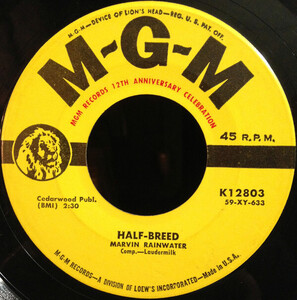 M-G-M—DEVICE OF LION'S HEAD—REG. U. S. PAT. OFF.
M-G-M
MGM RECORDS 12TH ANNIVERSARY CELEBRATION
45 R.P.M.
Cedarwood Publ.
(BMI) 2:30
K12803
59-XY-633
HALF-BREED
MARVIN RAINWATER
Comp.—Loudermilk
M-G-M RECORDS—A DIVISION OF LOEW'S INCORPORATED—Made in U.S.A.